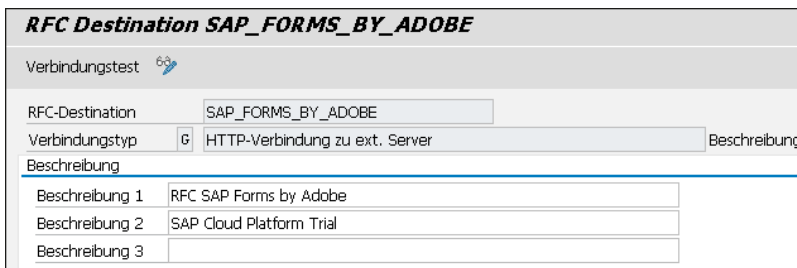 RFC Destination SAP_FORMS_BY_ADOBE
Verbindungstest
RFC-Destination SAP_FORMS_BY_ADOBE
Verbindungstyp G HTTP-Verbindung zu ext. Server Beschreibung
Beschreibung
Beschreibung 1 RFC SAP Forms by Adobe
Beschreibung 2 SAP Cloud Platform Trial
Beschreibung 3